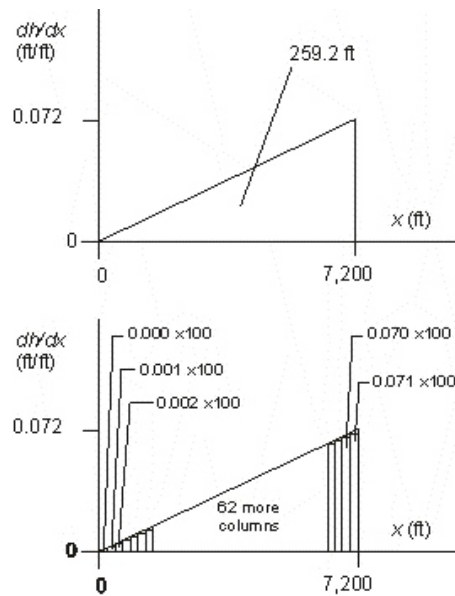 dh/dx
(ft/ft)
259.2 ft
0.072
0
x (ft)
0
7,200
dh/dx
(ft/ft)
0.000 ×100
0.001 ×100
0.002 ×100
0.070 ×100
0.071 ×100
0.072
62 more
columns
x (ft)
0
0
7,200